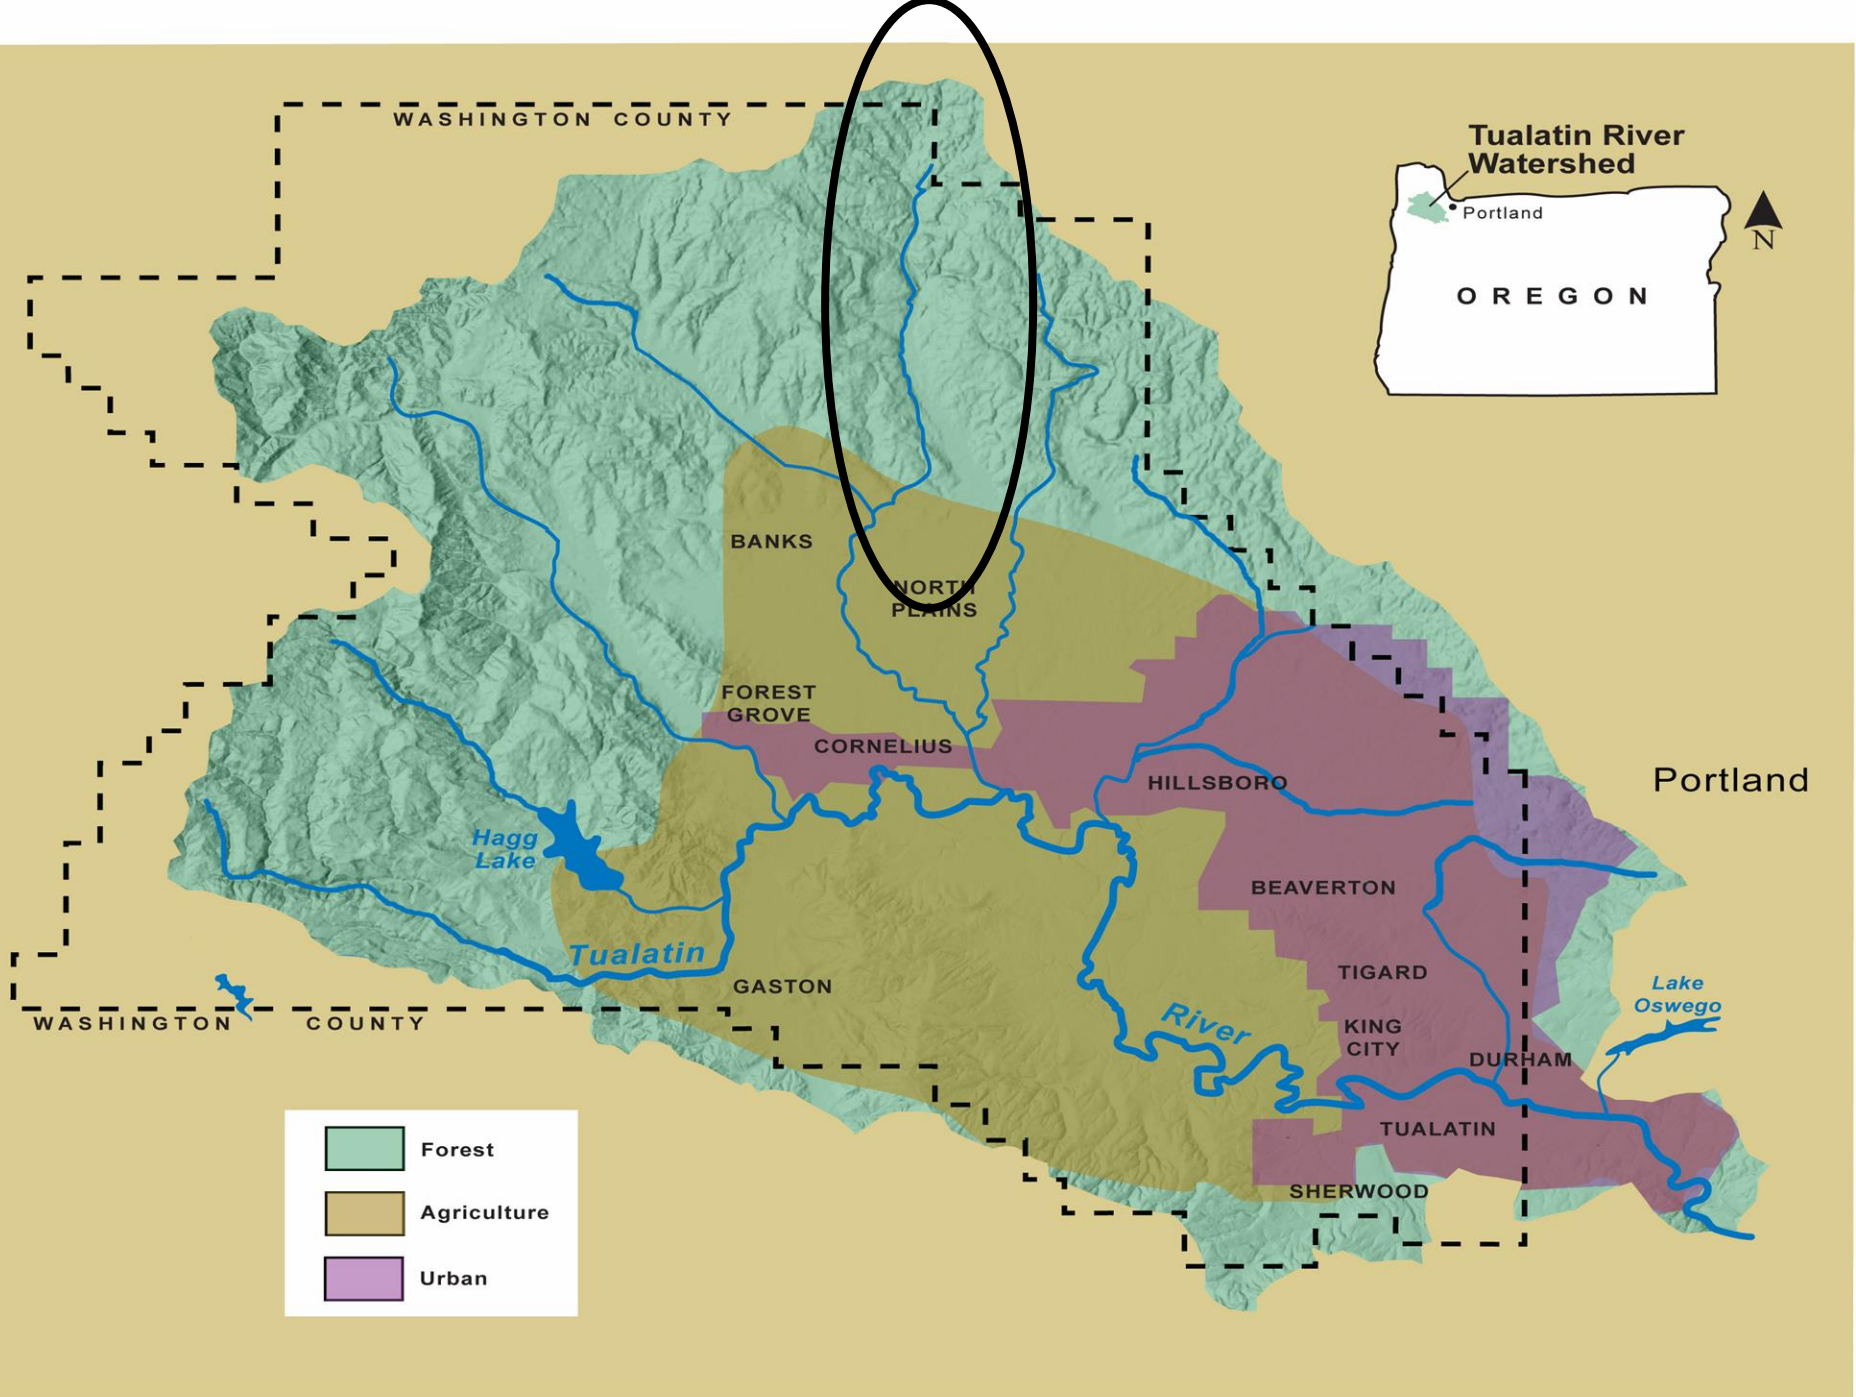 WASHINGTON COUNTY
Tualatin River
Watershed
Portland
N
OREGON
BANKS
NORTH
PLAINS
FOREST
GROVE
CORNELIUS
HILLSBORO
Portland
Hagg
Lake
BEAVERTON
Tualatin
GASTON
TIGARD
Lake
Oswego
River
KING
CITY
WASHINGTON COUNTY
DURHAM
TUALATIN
SHERWOOD
Forest
Agriculture
Urban